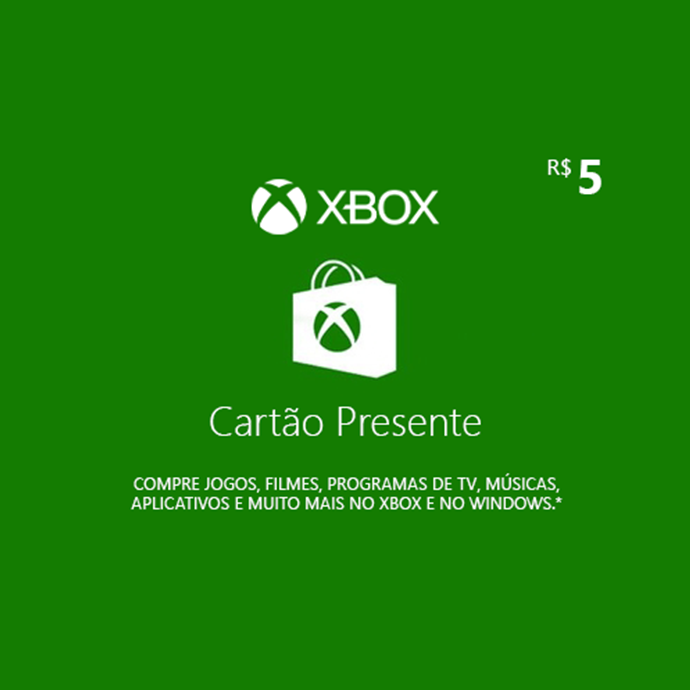 R$ 5
XBOX
Cartão Presente
COMPRE JOGOS, FILMES, PROGRAMAS DE TV, MÚSICAS,
APLICATIVOS E MUITO MAIS NO XBOX E NO WINDOWS.*